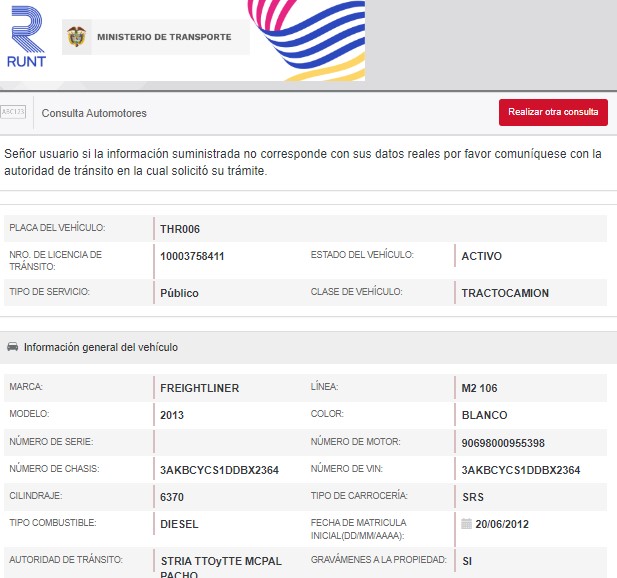 RUNT
MINISTERIO DE TRANSPORTE
Consulta Automotores
Realizar otra consulta
Señor usuario si la información suministrada no corresponde con sus datos reales por favor comuníquese con la
autoridad de tránsito en la cual solicitó su trámite.
PLACA DEL VEHÍCULO: THR006
NRO. DE LICENCIA DE
TRÁNSITO: 10003758411 ESTADO DEL VEHÍCULO: ACTIVO
TIPO DE SERVICIO: Público CLASE DE VEHÍCULO: TRACTOCAMION
Información general del vehículo
MARCA: FREIGHTLINER LÍNEA: M2 106
MODELO: 2013 COLOR: BLANCO
NÚMERO DE SERIE: NÚMERO DE MOTOR: 90698000955398
NÚMERO DE CHASIS: 3AKBCYCS1DDBX2364 NÚMERO DE VIN: 3AKBCYCS1DDBX2364
CILINDRAJE: 6370 TIPO DE CARROCERÍA: SRS
TIPO COMBUSTIBLE: DIESEL FECHA DE MATRICULA
INICIAL(DD/MM/AAAA): 20/06/2012
AUTORIDAD DE TRÁNSITO: STRIA TTOyTTE MCPAL
PACHO GRAVÁMENES A LA PROPIEDAD: SI